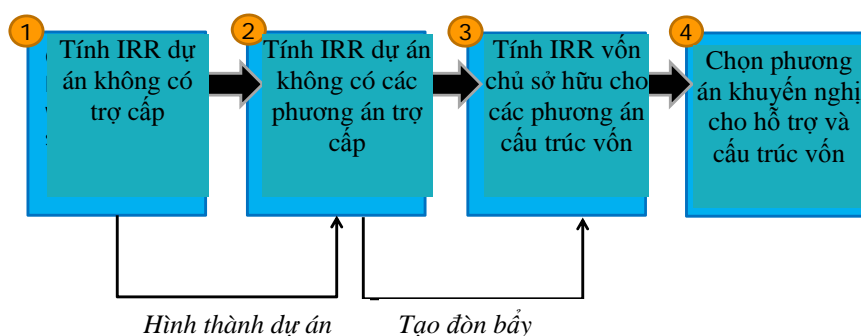 1
Tính IRR dự
án không có
trợ cấp
2
Tính IRR dự án
không có các
phương án trợ
cấp
3
Tính IRR vốn
chủ sở hữu cho
các phương án
cấu trúc vốn
4
Chọn phương
án khuyến nghị
cho hỗ trợ và
cấu trúc vốn
Hình thành dự án
Tạo đòn bẩy